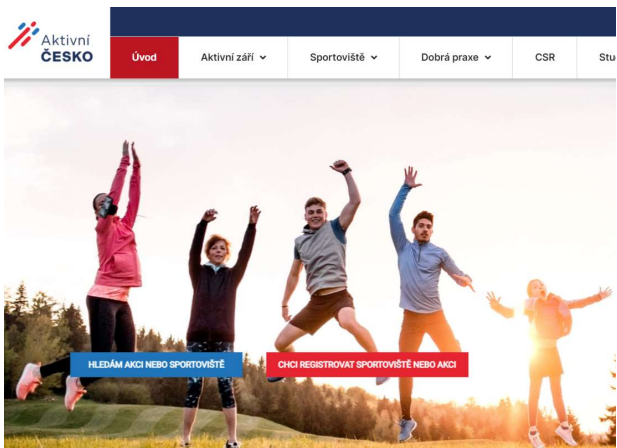 Aktivní
ČESKO
Úvod
Aktivní září
Sportoviště
Dobrá praxe
CSR
HLEDÁM AKCI NEBO SPORTOVIŠTĚ
CHCI REGISTROVAT SPORTOVIŠTĚ NEBO AKCI